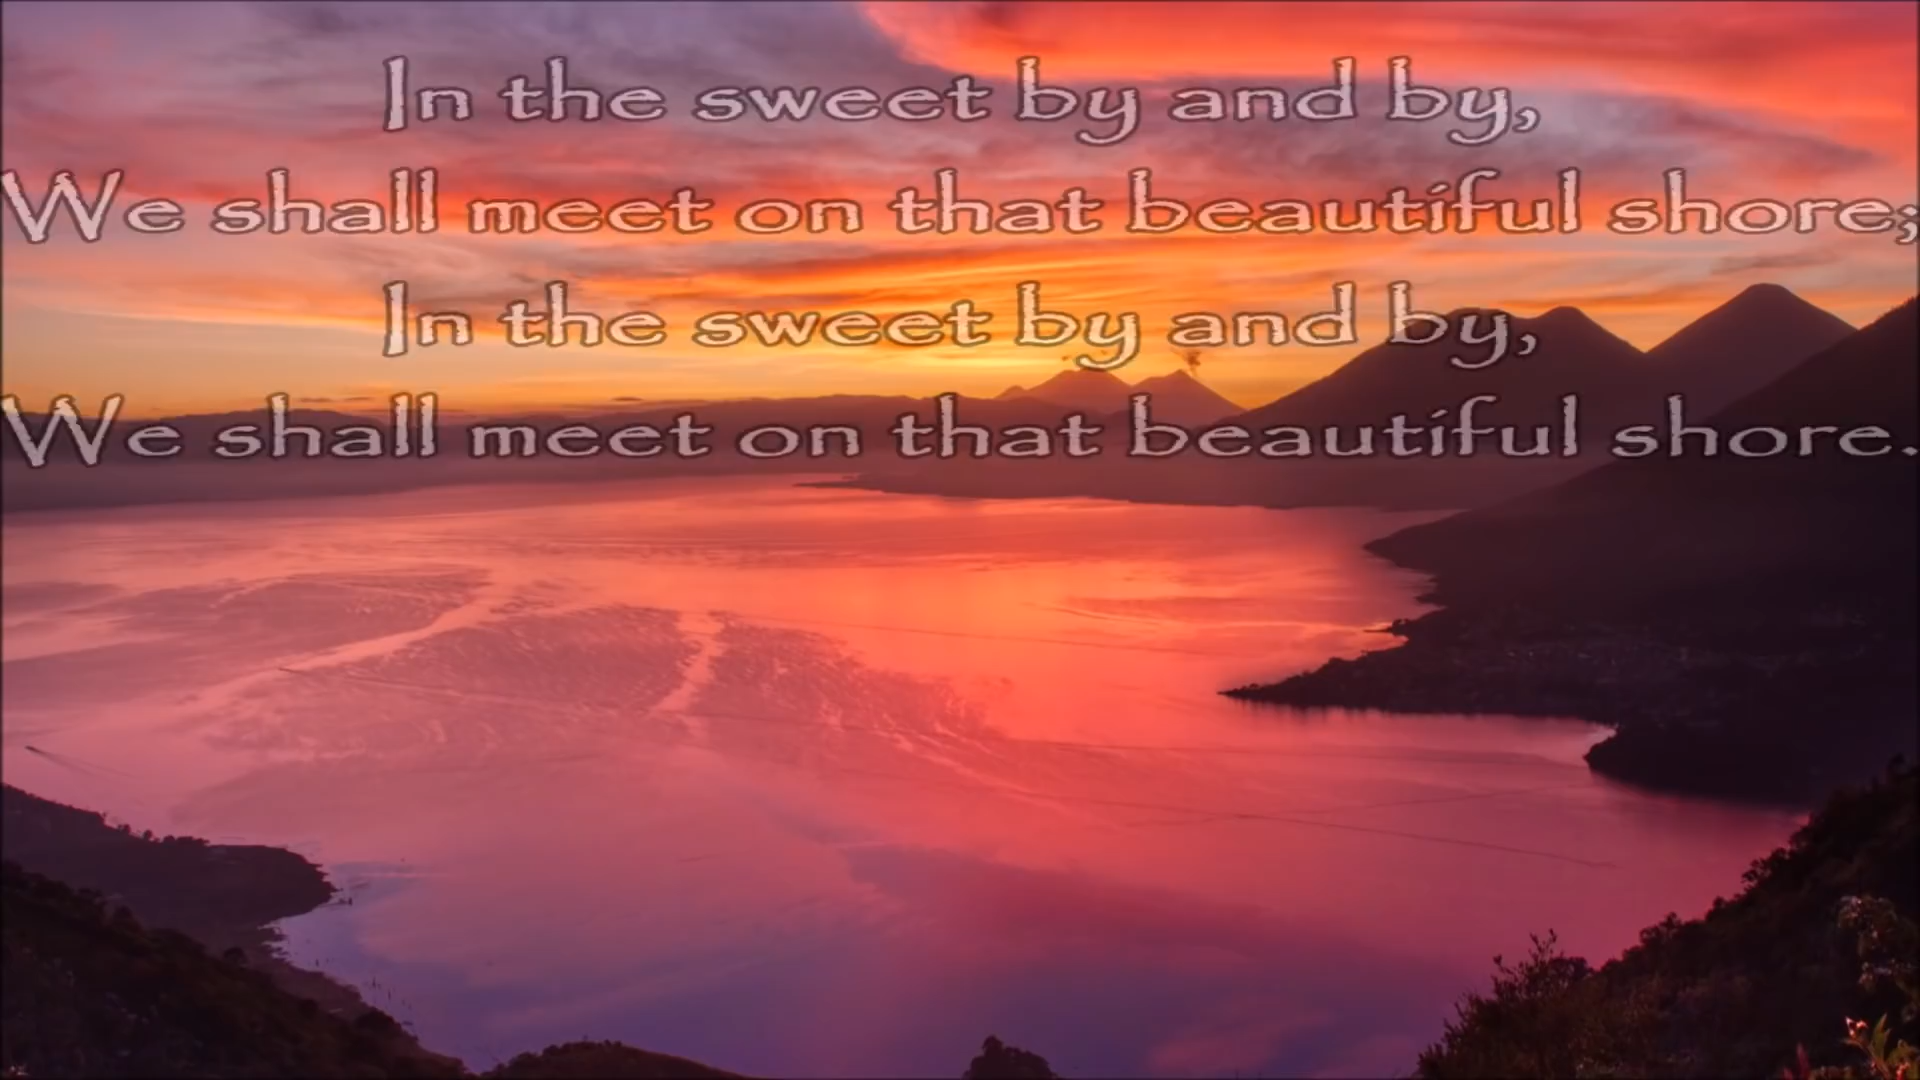 In the sweet by and by,
We shall meet on that beautiful shore;
In the sweet by and by,
We shall meet on that beautiful shore.